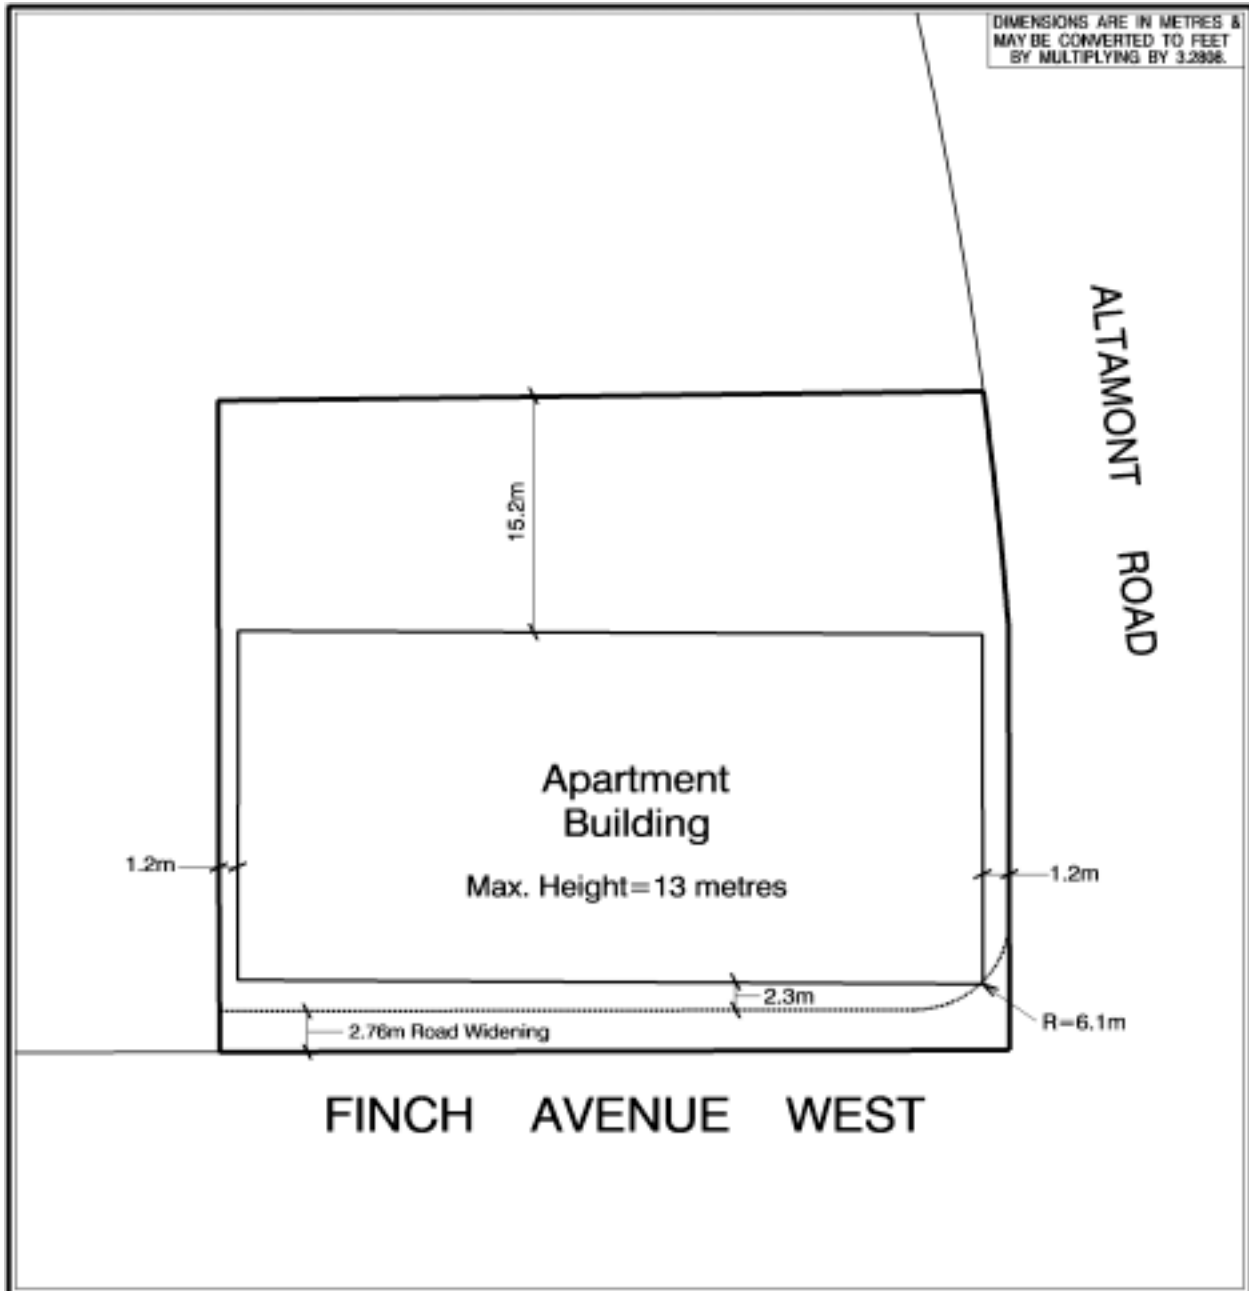 DIMENSIONS ARE IN METRES &
MAY BE CONVERTED TO FEET
BY MULTIPLYING BY 3.2808.
ALTAMONT ROAD
15.2m
Apartment
Building
Max. Height=13 metres
1.2m
1.2m
2.3m
R=6.1m
2.76m Road Widening
FINCH AVENUE WEST